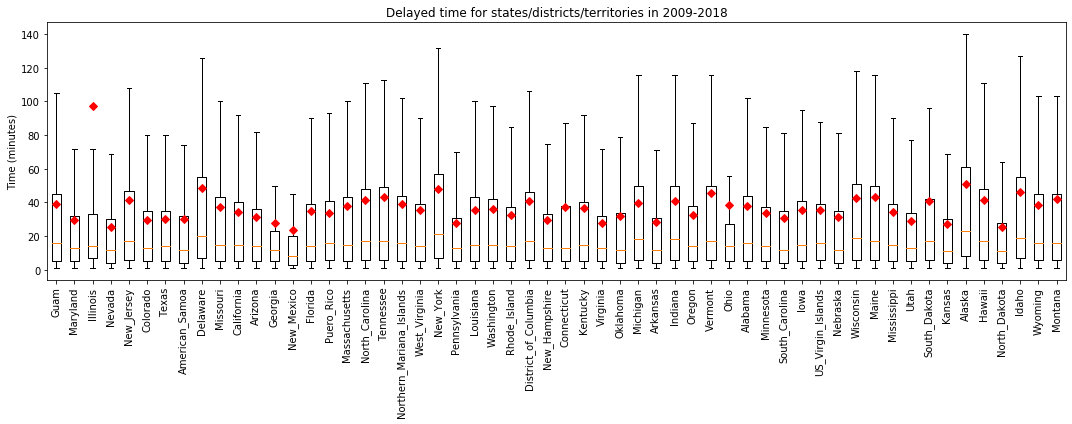 Delayed time for states/districts/territories in 2009-2018
Time (minutes)
140
120
100
80
60
40
20
0
Guam
Maryland
Illinois
Nevada
New_Jersey
Colorado
Texas
American_Samoa
Delaware
Missouri
California
Arizona
Georgia
New_Mexico
Florida
Puero_Rico
Massachusetts
North_Carolina
Tennessee
Northern_Mariana_Islands
West_Virginia
New_York
Pennsylvania
Louisiana
Washington
Rhode_Island
District_of_Columbia
New_Hampshire
Connecticut
Kentucky
Virginia
Oklahoma
Michigan
Arkansas
Indiana
Oregon
Vermont
Ohio
Alabama
Minnesota
South_Carolina
Iowa
US_Virgin_Islands
Nebraska
Wisconsin
Maine
Mississippi
Utah
South_Dakota
Kansas
Alaska
Hawaii
North_Dakota
Idaho
Wyoming
Montana